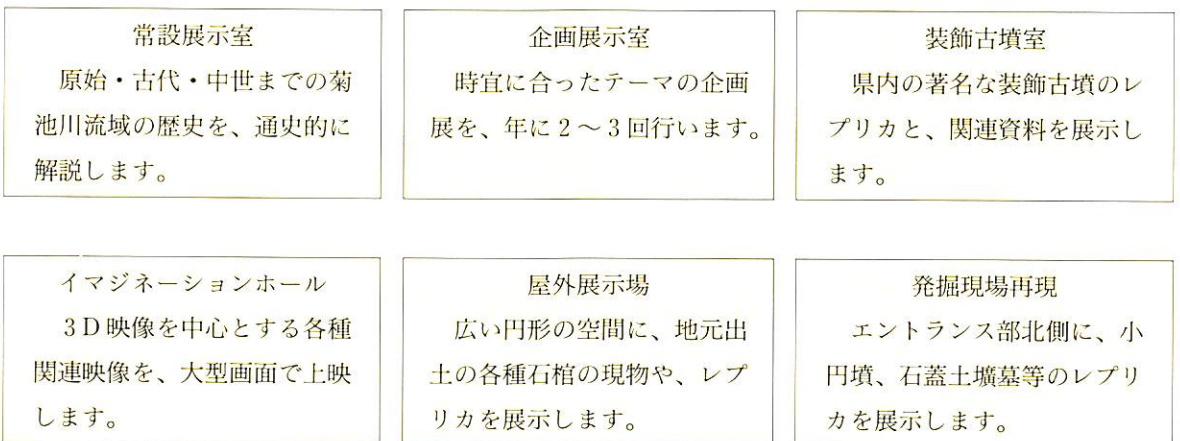 常設展示室
原始・古代・中世までの菊
池川流域の歴史を、通史的に
解説します。
企画展示室
時宜に合ったテーマの企画
展を、年に2～3回行います。
装飾古墳室
県内の著名な装飾古墳のレ
プリカと、関連資料を展示し
ます。
イマジネーションホール
3D映像を中心とする各種
関連映像を、大型画面で上映
します。
屋外展示場
広い円形の空間に、地元出
土の各種石棺の現物や、レプ
リカを展示します。
発掘現場再現
エントランス部北側に、小
円墳、石蓋土壙墓等のレプリ
カを展示します。